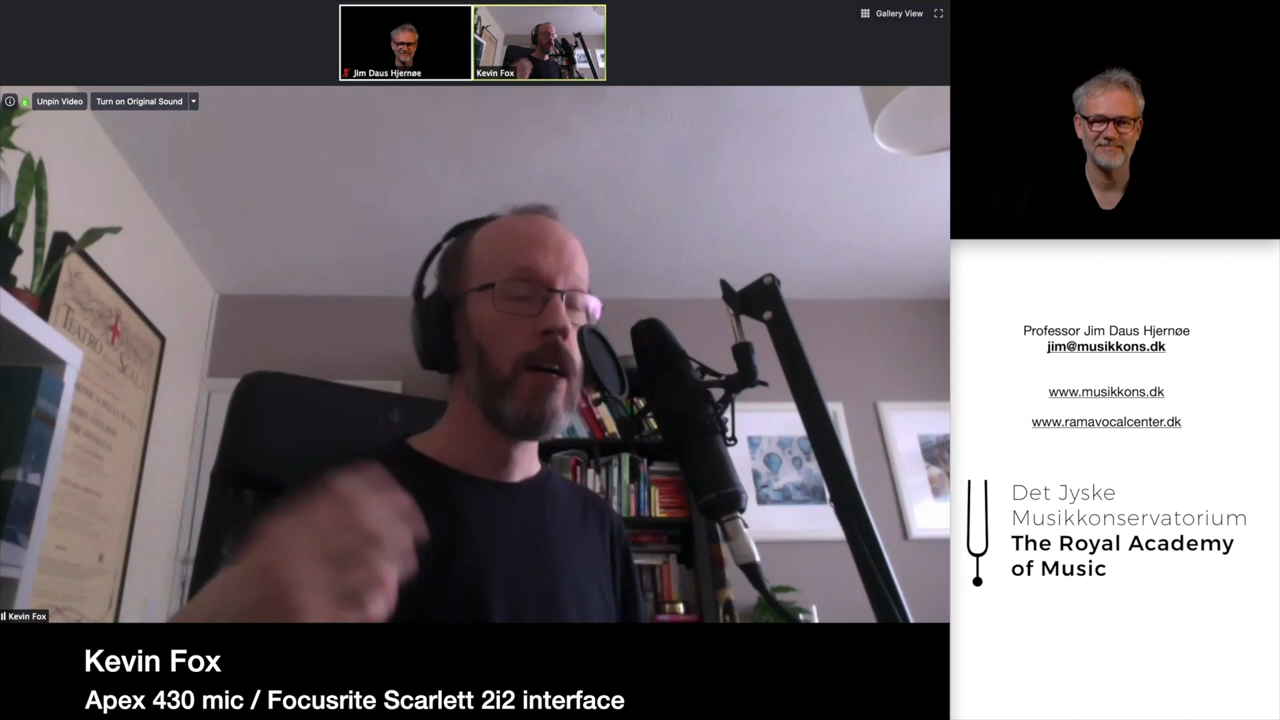 Gallery View
Jim Daus Hjernøe
Kevin Fox
Unpin Video
Turn on Original Sound
TEATRO
SCALA
Kevin Fox
Kevin Fox
Apex 430 mic / Focusrite Scarlett 2i2 interface
Professor Jim Daus Hjernøe
jim@musikkons.dk
www.musikkons.dk
www.ramavocalcenter.dk
Det Jyske
Musikkonservatorium
The Royal Academy
of Music